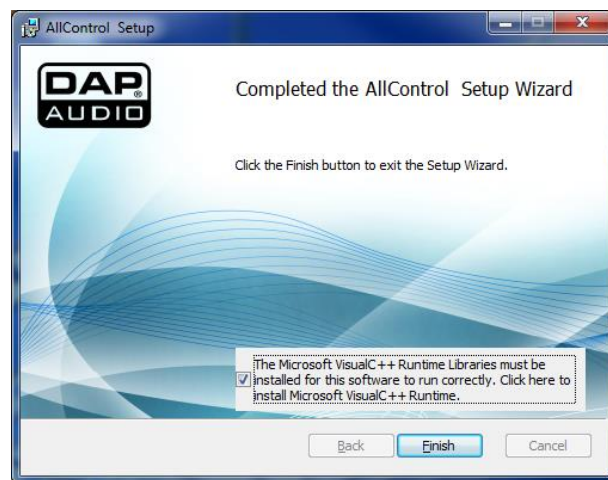 AllControl Setup
DAP
AUDIO
Completed the AllControl Setup Wizard
Click the Finish button to exit the Setup Wizard.
The Microsoft VisualC++ Runtime Libraries must be
installed for this software to run correctly. Click here to
install Microsoft VisualC++ Runtime.
Back Finish Cancel